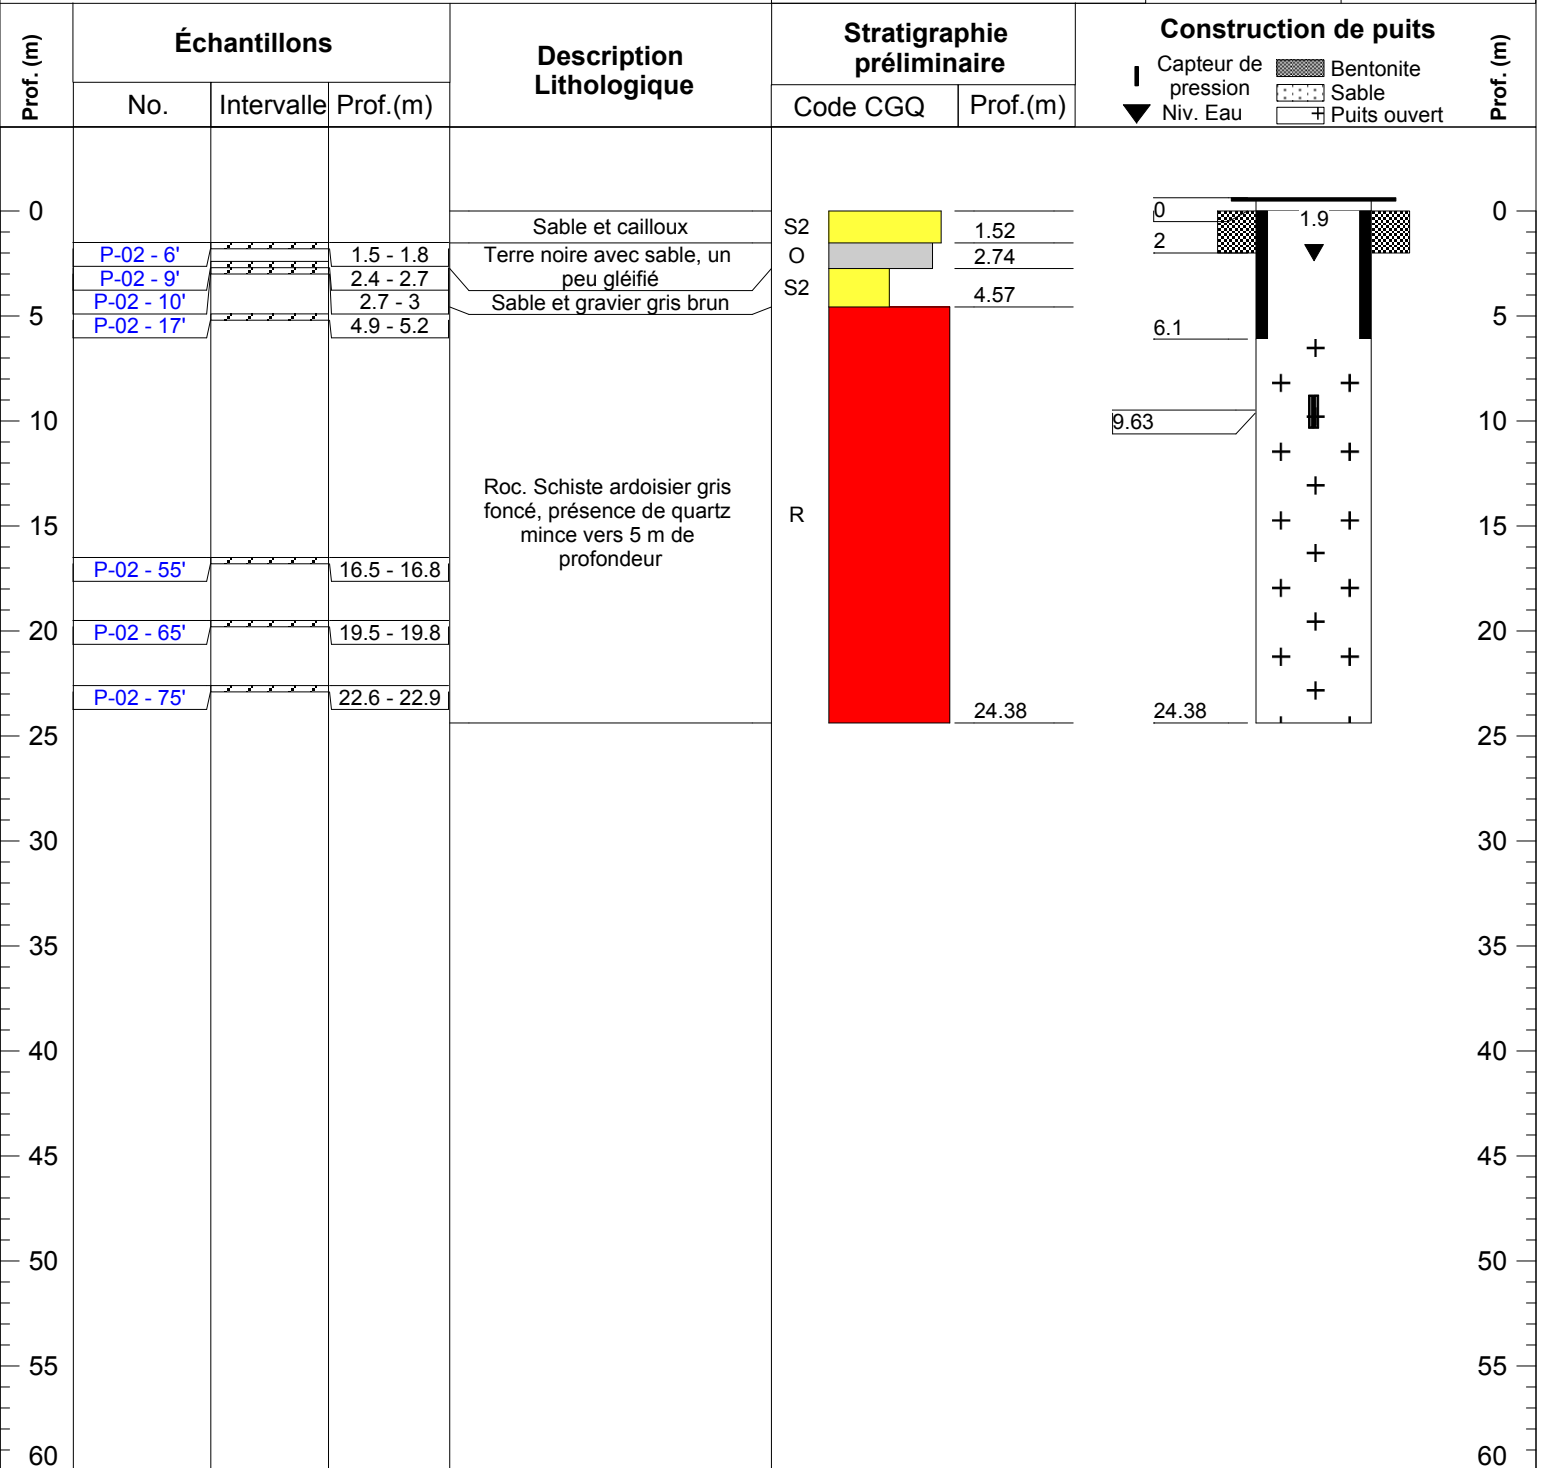 Prof. (m)
Échantillons
No.
Intervalle
Prof.(m)
Description
Lithologique
Stratigraphie
préliminaire
Code CGQ
Prof.(m)
Construction de puits
Capteur de
pression
Niv. Eau
Bentonite
Sable
Puits ouvert
Prof. (m)
0
5
10
15
20
25
30
35
40
45
50
55
60
P-02 - 6'
1.5 - 1.8
P-02 - 9'
2.4 - 2.7
P-02 - 10'
2.7 - 3
P-02 - 17'
4.9 - 5.2
P-02 - 55'
16.5 - 16.8
P-02 - 65'
19.5 - 19.8
P-02 - 75'
22.6 - 22.9
Sable et cailloux
Terre noire avec sable, un
peu gléifié
Sable et gravier gris brun
Roc. Schiste ardoisier gris
foncé, présence de quartz
mince vers 5 m de
profondeur
S2
1.52
O
2.74
S2
4.57
R
24.38
0
2
1.9
6.1
9.63
24.38
0
5
10
15
20
25
30
35
40
45
50
55
60